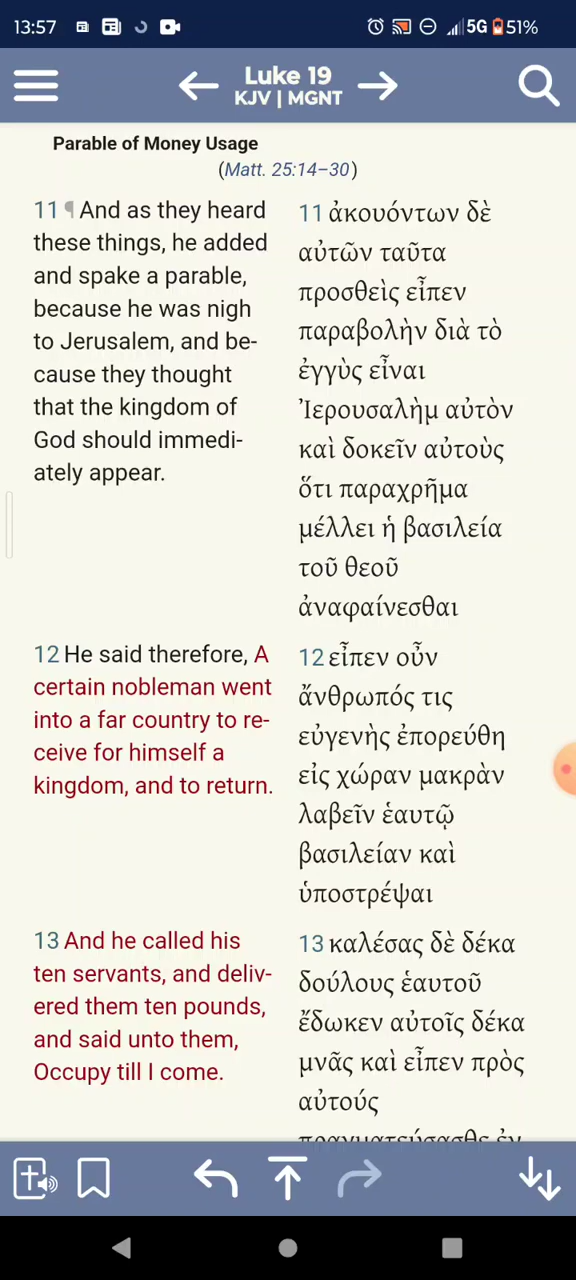 13:57
5G 51%
Luke 19
KJV | MGNT
Parable of Money Usage
(Matt. 25:14–30)
11 ¶ And as they heard
these things, he added
and spake a parable,
because he was nigh
to Jerusalem, and be-
cause they thought
that the kingdom of
God should immedi-
ately appear.
11 ἀκουόντων δὲ
αὐτῶν ταῦτα
προσθεὶς εἶπεν
παραβολὴν διὰ τὸ
ἐγγὺς εἶναι
Ἰερουσαλὴμ αὐτὸν
καὶ δοκεῖν αὐτοὺς
ὅτι παραχρῆμα
μέλλει ἡ βασιλεία
τοῦ θεοῦ
ἀναφαίνεσθαι
12 He said therefore, A
certain nobleman went
into a far country to re-
ceive for himself a
kingdom, and to return.
12 εἶπεν οὖν
ἄνθρωπός τις
εὐγενὴς ἐπορεύθη
εἰς χώραν μακρὰν
λαβεῖν ἑαυτῷ
βασιλείαν καὶ
ὑποστρέψαι
13 And he called his
ten servants, and deliv-
ered them ten pounds,
and said unto them,
Occupy till I come.
13 καλέσας δὲ δέκα
δούλους ἑαυτοῦ
ἔδωκεν αὐτοῖς δέκα
μνᾶς καὶ εἶπεν πρὸς
αὐτούς
πραγματεύσασθε ἐν